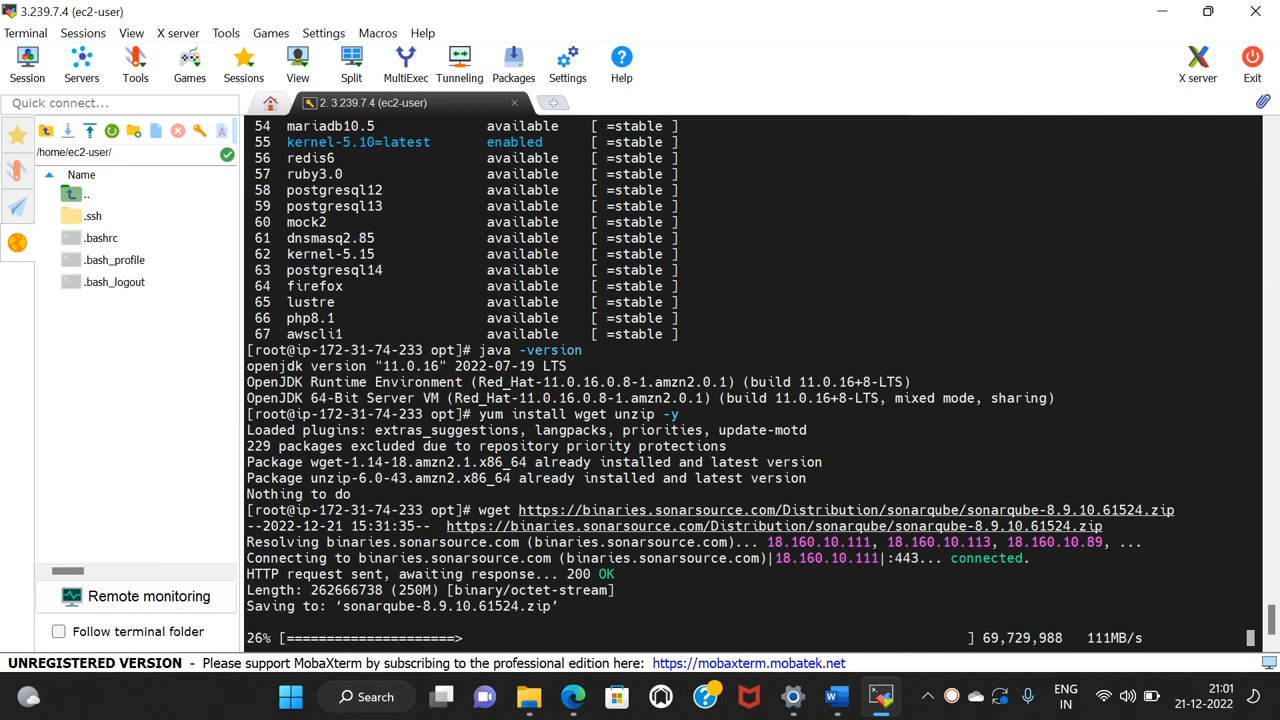 3.239.7.4 (ec2-user)
Terminal Sessions View X server Tools Games Settings Macros Help
Session Servers Tools Games Sessions View Split MultiExec Tunneling Packages Settings Help X server Exit
Quick connect...
2. 3.239.7.4 (ec2-user)
/home/ec2-user/
Name
..
.ssh
.bashrc
.bash_profile
.bash_logout
Remote monitoring
Follow terminal folder
54 mariadb10.5 available [ =stable ]
55 kernel-5.10=latest enabled [ =stable ]
56 redis6 available [ =stable ]
57 ruby3.0 available [ =stable ]
58 postgresql12 available [ =stable ]
59 postgresql13 available [ =stable ]
60 mock2 available [ =stable ]
61 dnsmasq2.85 available [ =stable ]
62 kernel-5.15 available [ =stable ]
63 postgresql14 available [ =stable ]
64 firefox available [ =stable ]
65 lustre available [ =stable ]
66 php8.1 available [ =stable ]
67 awscli1 available [ =stable ]
[root@ip-172-31-74-233 opt]# java -version
openjdk version "11.0.16" 2022-07-19 LTS
OpenJDK Runtime Environment (Red_Hat-11.0.16.0.8-1.amzn2.0.1) (build 11.0.16+8-LTS)
OpenJDK 64-Bit Server VM (Red_Hat-11.0.16.0.8-1.amzn2.0.1) (build 11.0.16+8-LTS, mixed mode, sharing)
[root@ip-172-31-74-233 opt]# yum install wget unzip -y
Loaded plugins: extras_suggestions, langpacks, priorities, update-motd
229 packages excluded due to repository priority protections
Package wget-1.14-18.amzn2.1.x86_64 already installed and latest version
Package unzip-6.0-43.amzn2.x86_64 already installed and latest version
Nothing to do
[root@ip-172-31-74-233 opt]# wget https://binaries.sonarsource.com/Distribution/sonarqube/sonarqube-8.9.10.61524.zip
--2022-12-21 15:31:35-- https://binaries.sonarsource.com/Distribution/sonarqube/sonarqube-8.9.10.61524.zip
Resolving binaries.sonarsource.com (binaries.sonarsource.com)... 18.160.10.111, 18.160.10.113, 18.160.10.89, ...
Connecting to binaries.sonarsource.com (binaries.sonarsource.com)|18.160.10.111|:443... connected.
HTTP request sent, awaiting response... 200 OK
Length: 262666738 (250M) [binary/octet-stream]
Saving to: ‘sonarqube-8.9.10.61524.zip’
26% [=====================> ] 69,729,988 111MB/s
UNREGISTERED VERSION - Please support MobaXterm by subscribing to the professional edition here: https://mobaxterm.mobatek.net
Search
ENG
IN
21:01
21-12-2022